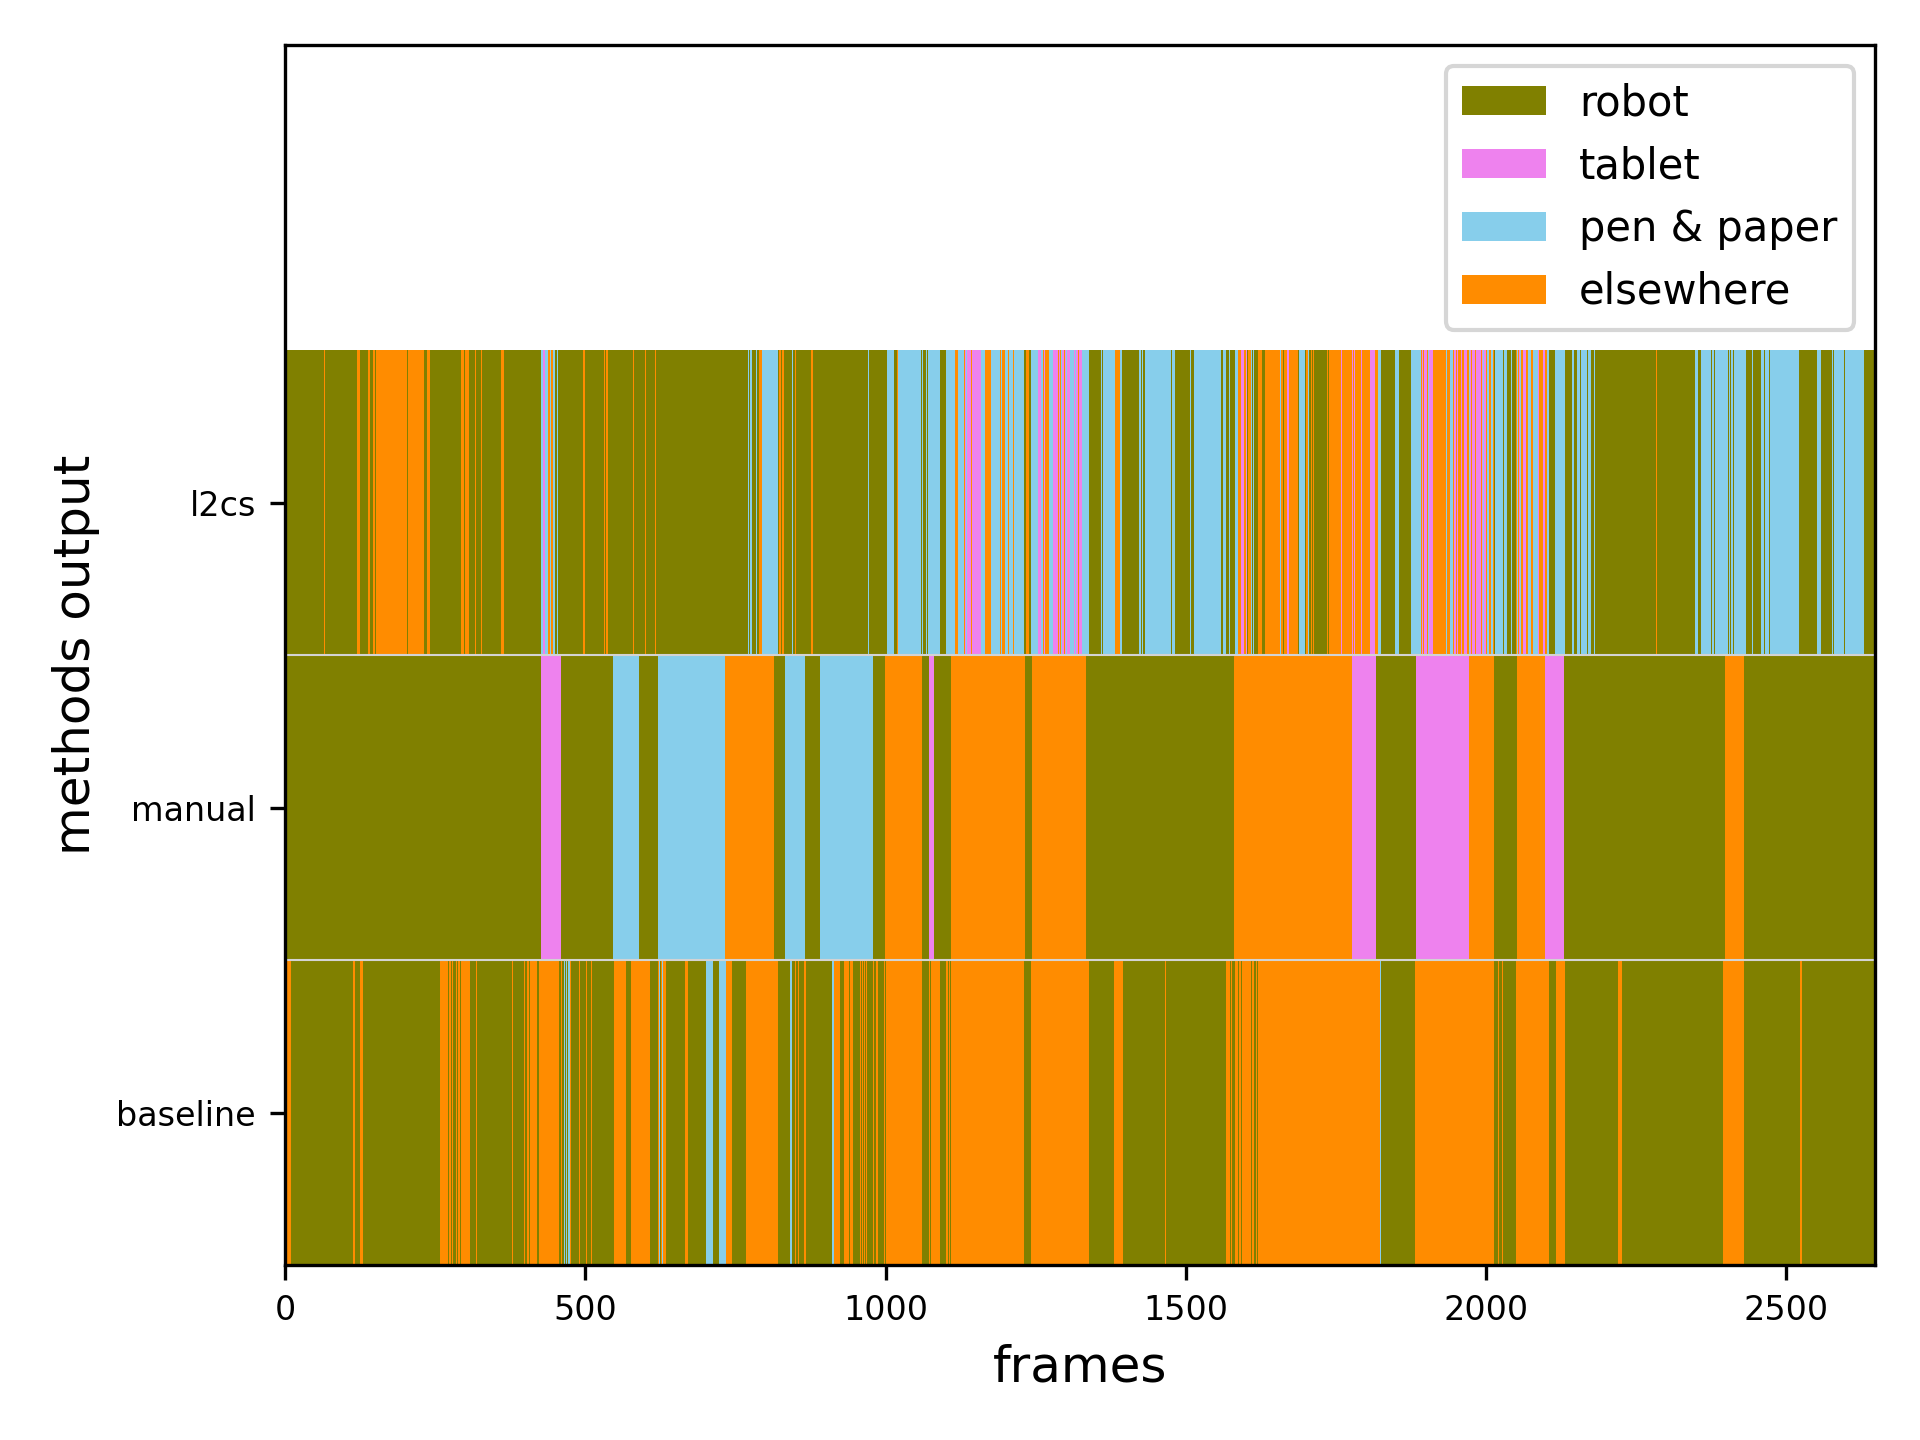 robot
tablet
pen & paper
elsewhere
methods output
l2cs
manual
baseline
0 500 1000 1500 2000 2500
frames